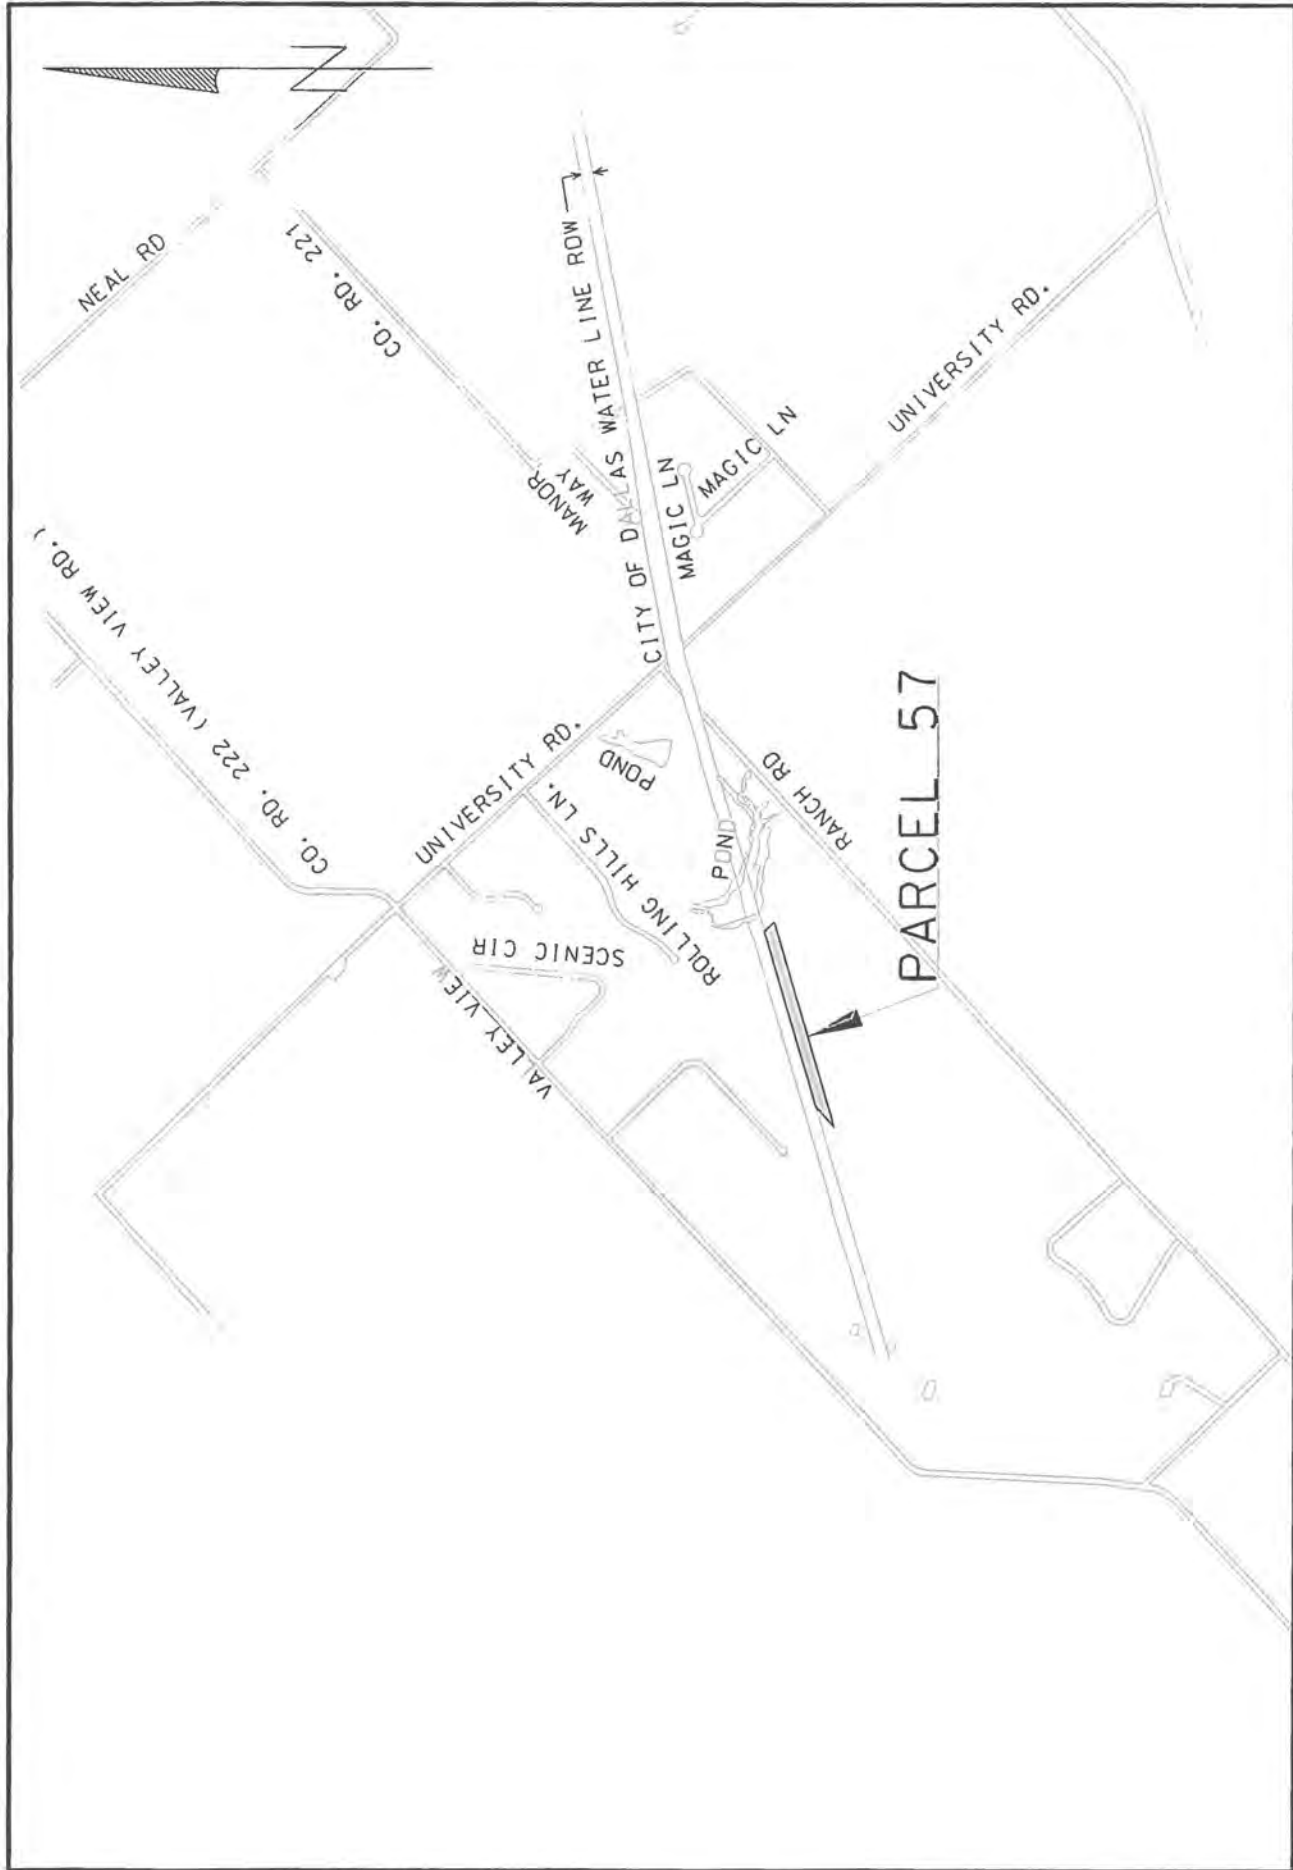 N
NEAL RD
CO. RD. 221
CITY OF DALLAS WATER LINE ROW
MANOR
WAY
MAGIC LN
MAGIC LN
UNIVERSITY RD.
CO. RD. 222 (VALLEY VIEW RD.)
UNIVERSITY RD.
POND
ROLLING HILLS LN.
POND
RANCH RD
SCENIC CIR
VALLEY VIEW
PARCEL 57